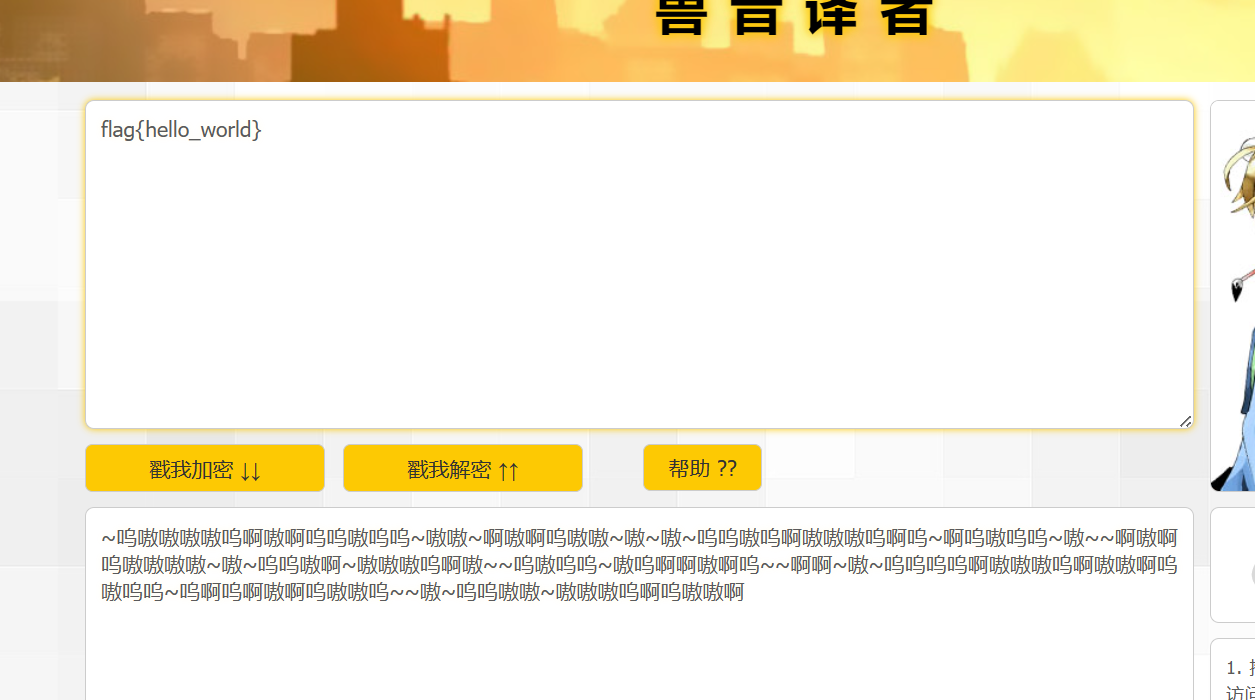 兽音译者
flag{hello_world}
戳我加密 ↓↓
戳我解密 ↑↑
帮助 ??
~呜嗷嗷嗷嗷呜啊嗷啊呜呜嗷呜呜~嗷嗷~啊嗷啊呜嗷嗷~嗷~嗷~呜呜嗷呜啊嗷嗷嗷呜啊呜~啊呜嗷呜呜~嗷~~啊嗷啊
呜嗷嗷嗷嗷~嗷~呜呜嗷啊~嗷嗷嗷呜啊嗷~~呜嗷呜呜~嗷呜啊啊嗷啊呜~~啊啊~嗷~呜呜呜呜啊嗷嗷嗷呜啊嗷嗷啊呜
嗷呜呜~呜啊呜啊嗷啊呜嗷嗷呜~~嗷~呜呜嗷嗷~嗷嗷嗷呜啊呜嗷嗷啊
1.
访问